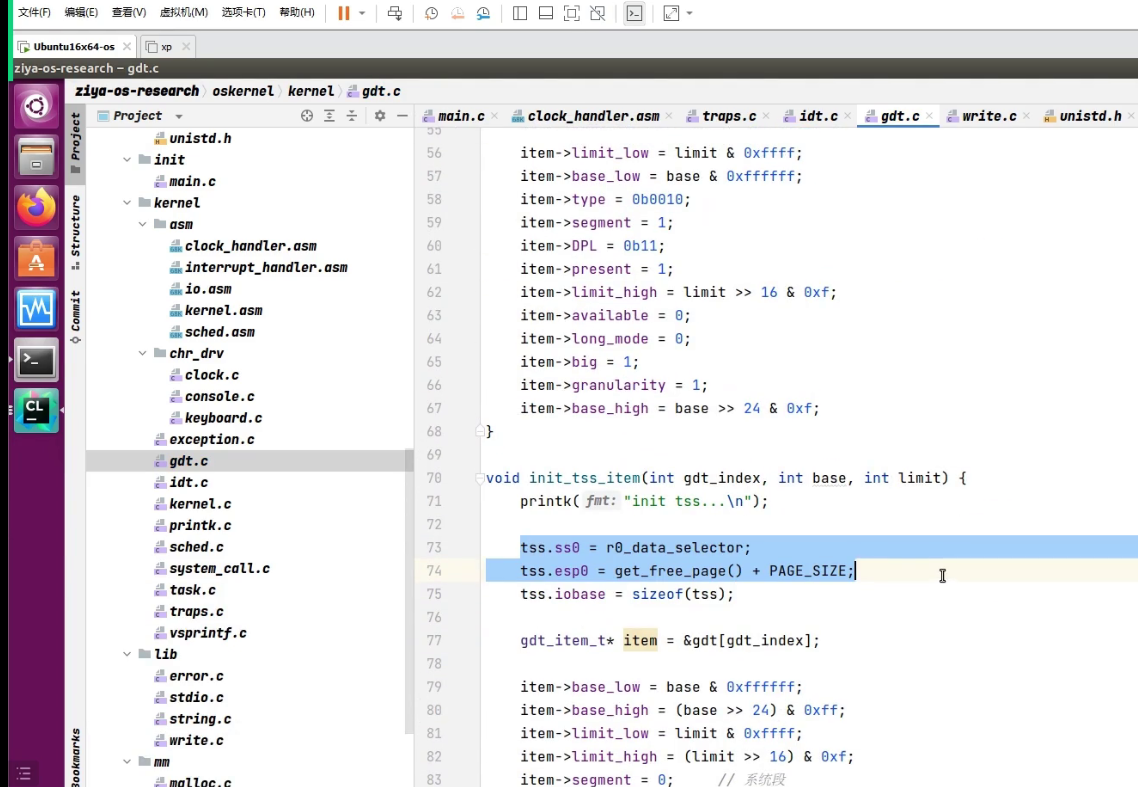 文件(F) 编辑(E) 查看(V) 虚拟机(M) 选项卡(T) 帮助(H)
Ubuntu16x64-os × xp ×
ziya-os-research – gdt.c
ziya-os-research oskernel kernel gdt.c
Project
main.c clock_handler.asm traps.c idt.c gdt.c write.c unistd.h
Project
Structure
Commit
Bookmarks
unistd.h
init
main.c
kernel
asm
clock_handler.asm
interrupt_handler.asm
io.asm
kernel.asm
sched.asm
chr_drv
clock.c
console.c
keyboard.c
exception.c
gdt.c
idt.c
kernel.c
printk.c
sched.c
system_call.c
task.c
traps.c
vsprintf.c
lib
error.c
stdio.c
string.c
write.c
mm
malloc.c
55
56 item->limit_low = limit & 0xffff;
57 item->base_low = base & 0xffffff;
58 item->type = 0b0010;
59 item->segment = 1;
60 item->DPL = 0b11;
61 item->present = 1;
62 item->limit_high = limit >> 16 & 0xf;
63 item->available = 0;
64 item->long_mode = 0;
65 item->big = 1;
66 item->granularity = 1;
67 item->base_high = base >> 24 & 0xf;
68 }
69
70 void init_tss_item(int gdt_index, int base, int limit) {
71 printk( fmt: "init tss...\n");
72
73 tss.ss0 = r0_data_selector;
74 tss.esp0 = get_free_page() + PAGE_SIZE;
75 tss.iobase = sizeof(tss);
76
77 gdt_item_t* item = &gdt[gdt_index];
78
79 item->base_low = base & 0xffffff;
80 item->base_high = (base >> 24) & 0xff;
81 item->limit_low = limit & 0xffff;
82 item->limit_high = (limit >> 16) & 0xf;
83 item->segment = 0; // 系统段
CL